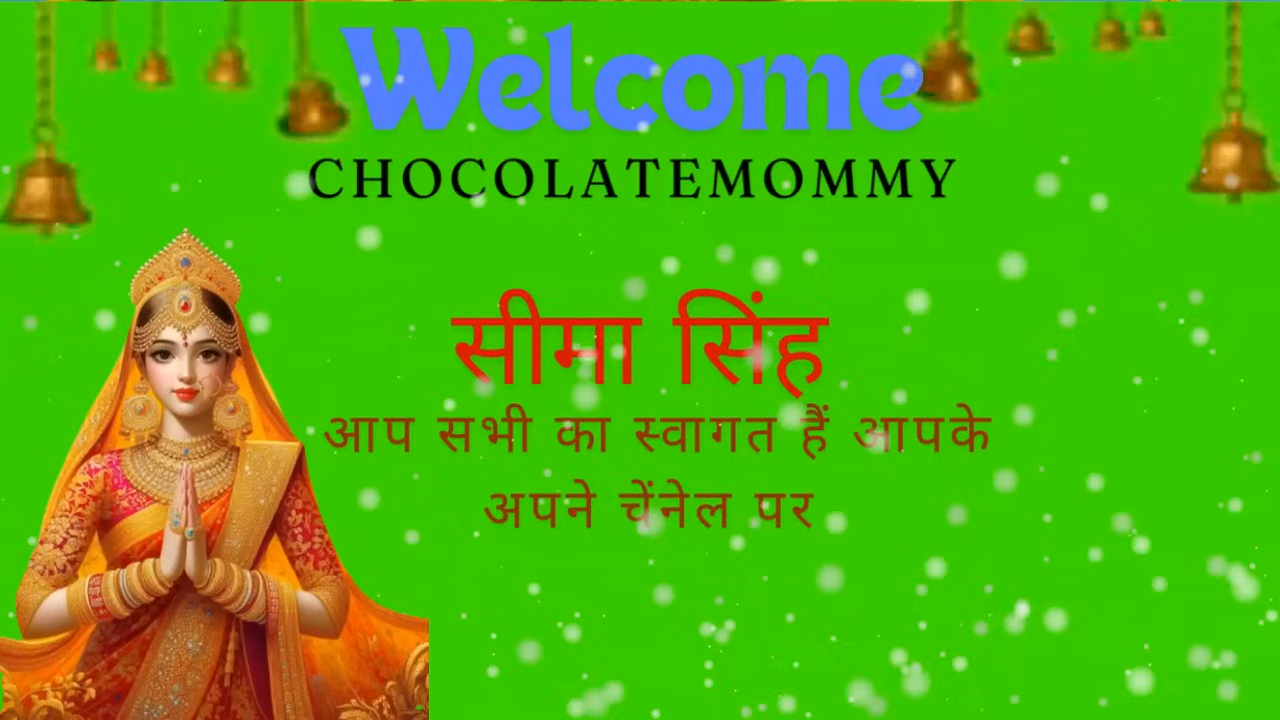 Welcome
CHOCOLATEMOMMY
सीमा सिंह
आप सभी का स्वागत हैं आपके
अपने चेंनेल पर